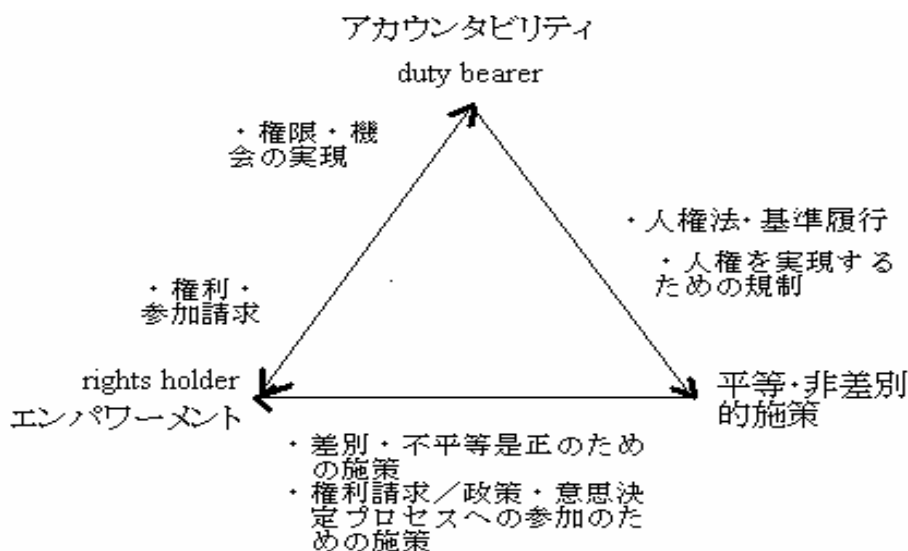 アカウンタビリティ
duty bearer
・権限・機
会の実現
・人権法・基準履行
・人権を実現する
ための規制
・権利・
参加請求
rights holder
エンパワーメント
平等・非差別
的施策
・差別・不平等是正のため
の施策
・権利請求／政策・意思決
定プロセスへの参加のた
めの施策